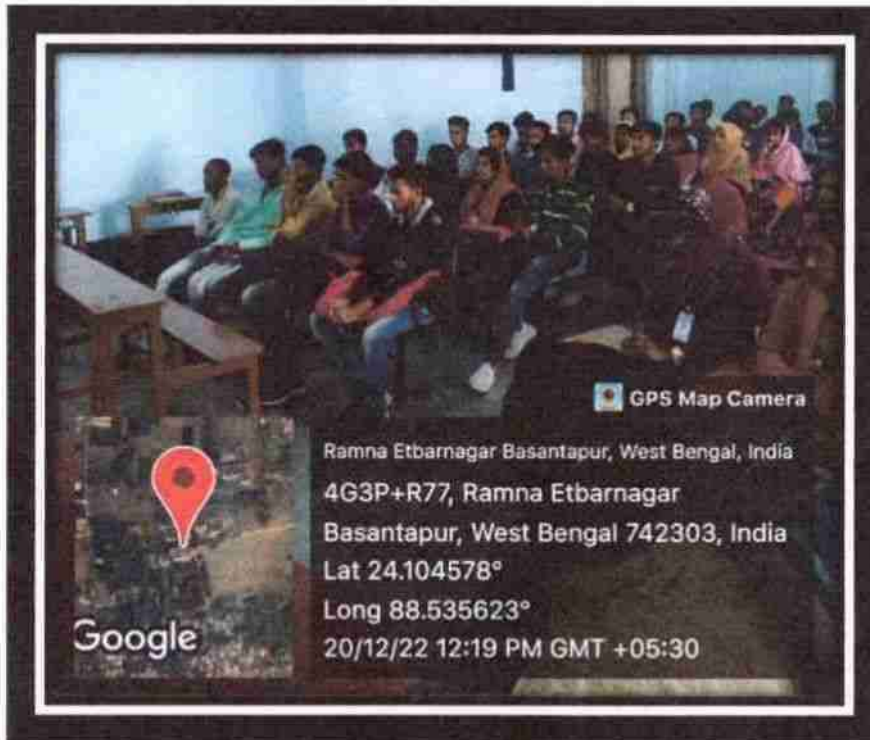 GPS Map Camera
Ramna Etbarnagar Basantapur, West Bengal, India
4G3P+R77, Ramna Etbarnagar
Basantapur, West Bengal 742303, India
Lat 24.104578°
Long 88.535623°
20/12/22 12:19 PM GMT +05:30
Google